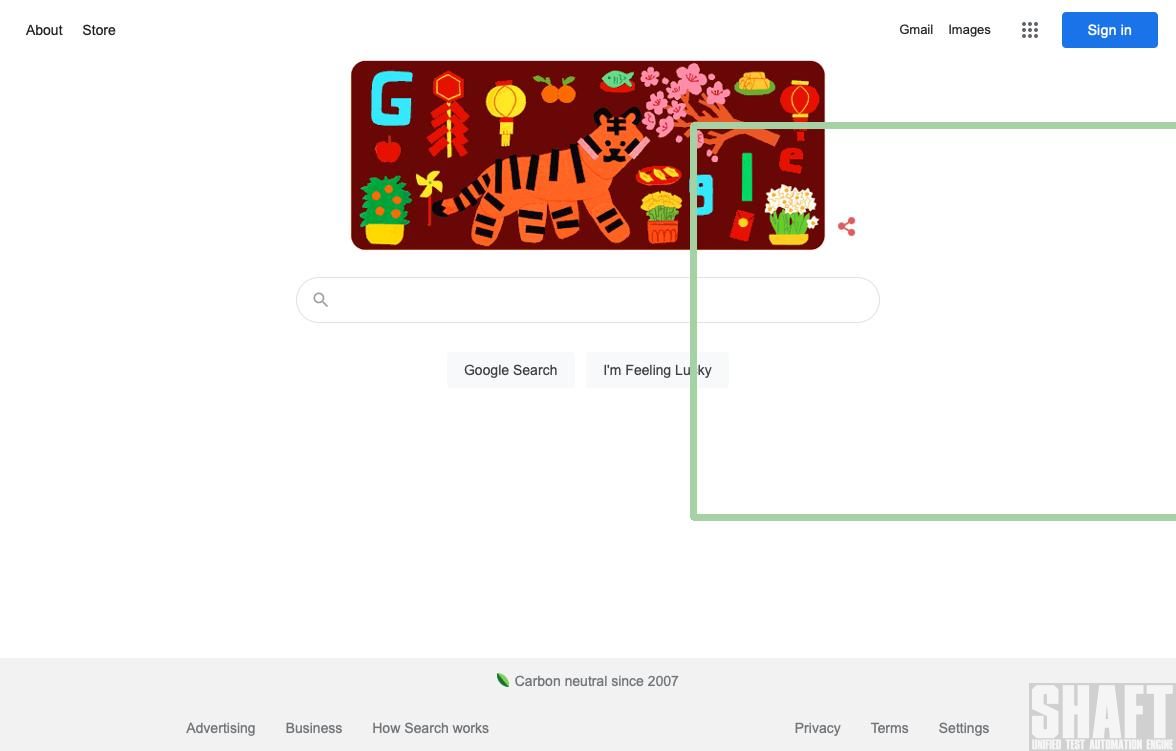 About Store
Gmail Images
Sign in
G
g l e
Google Search
I'm Feeling Lucky
Carbon neutral since 2007
Advertising Business How Search works
Privacy Terms Settings
SHAFT
UNIFIED TEST AUTOMATION ENGINE